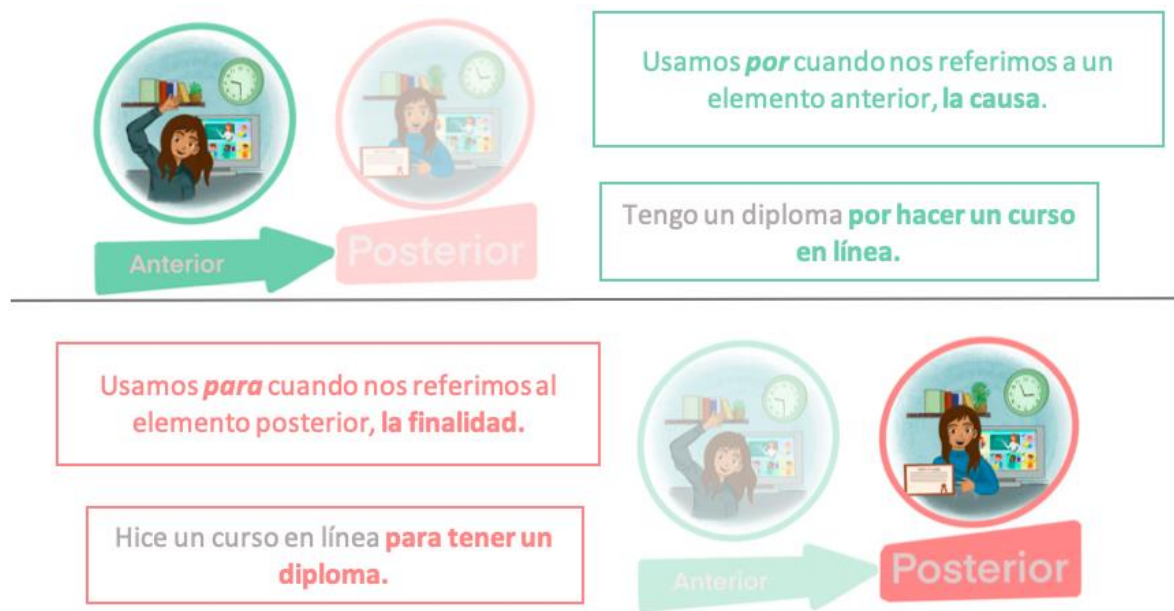 Usamos por cuando nos referimos a un
elemento anterior, la causa.
Tengo un diploma por hacer un curso
en línea.
Anterior
Posterior
Usamos para cuando nos referimos al
elemento posterior, la finalidad.
Hice un curso en línea para tener un
diploma.
Anterior
Posterior